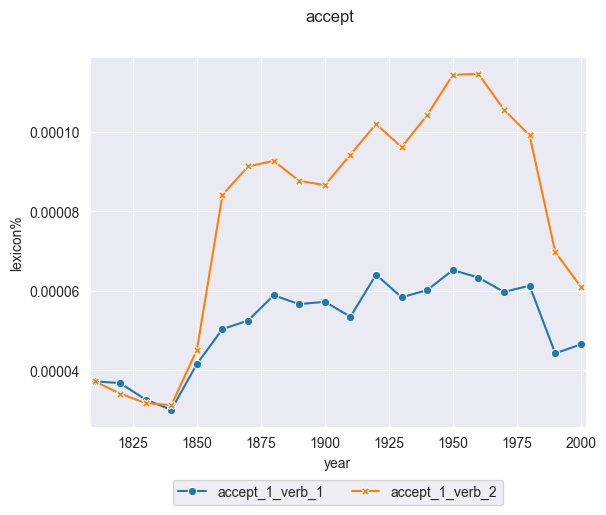 accept
0.00010
0.00008
0.00006
0.00004
lexicon%
1825 1850 1875 1900 1925 1950 1975 2000
year
accept_1_verb_1 accept_1_verb_2